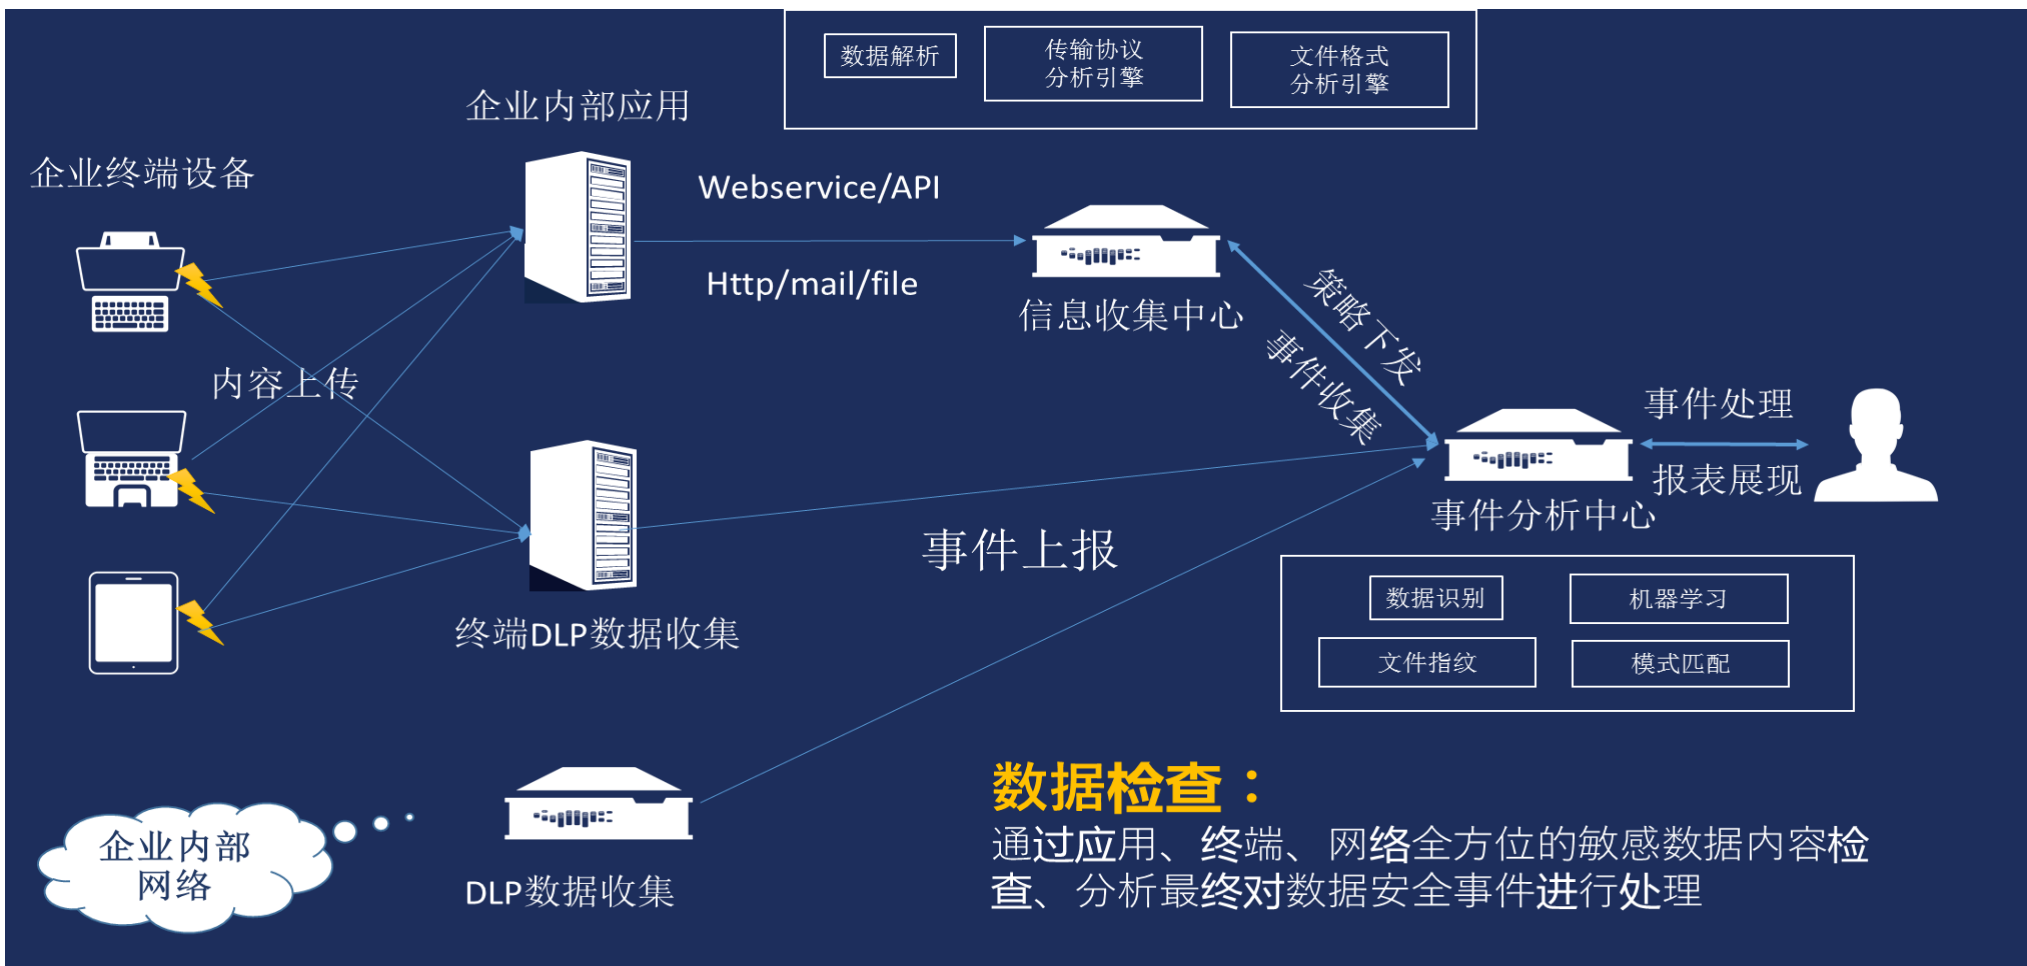 数据解析
传输协议
分析引擎
文件格式
分析引擎
企业内部应用
企业终端设备
Webservice/API
Http/mail/file
信息收集中心
策略下发
事件收集
内容上传
事件处理
报表展现
事件分析中心
事件上报
终端DLP数据收集
数据识别
机器学习
文件指纹
模式匹配
企业内部
网络
DLP数据收集
数据检查：
通过应用、终端、网络全方位的敏感数据内容检
查、分析最终对数据安全事件进行处理